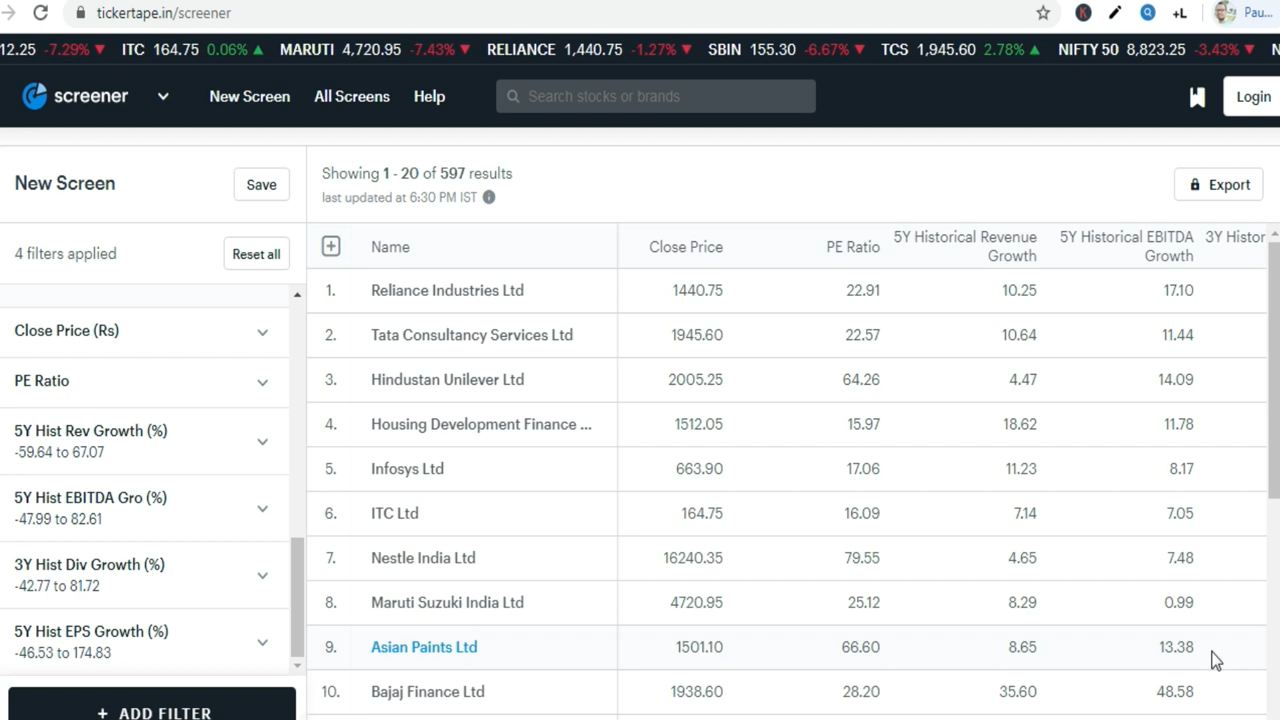 tickertape.in/screener
+L
Pau...
12.25 -7.29% ▼ ITC 164.75 0.06% ▲ MARUTI 4,720.95 -7.43% ▼ RELIANCE 1,440.75 -1.27% ▼ SBIN 155.30 -6.67% ▼ TCS 1,945.60 2.78% ▲ NIFTY 50 8,823.25 -3.43% ▼ N
screener New Screen All Screens Help Search stocks or brands Login
New Screen Save
Showing 1 - 20 of 597 results
last updated at 6:30 PM IST
Export
4 filters applied Reset all
Close Price (Rs)
PE Ratio
5Y Hist Rev Growth (%)
-59.64 to 67.07
5Y Hist EBITDA Gro (%)
-47.99 to 82.61
3Y Hist Div Growth (%)
-42.77 to 81.72
5Y Hist EPS Growth (%)
-46.53 to 174.83
+ ADD FILTER
Name Close Price PE Ratio 5Y Historical Revenue Growth 5Y Historical EBITDA Growth 3Y Histor
1. Reliance Industries Ltd 1440.75 22.91 10.25 17.10
2. Tata Consultancy Services Ltd 1945.60 22.57 10.64 11.44
3. Hindustan Unilever Ltd 2005.25 64.26 4.47 14.09
4. Housing Development Finance ... 1512.05 15.97 18.62 11.78
5. Infosys Ltd 663.90 17.06 11.23 8.17
6. ITC Ltd 164.75 16.09 7.14 7.05
7. Nestle India Ltd 16240.35 79.55 4.65 7.48
8. Maruti Suzuki India Ltd 4720.95 25.12 8.29 0.99
9. Asian Paints Ltd 1501.10 66.60 8.65 13.38
10. Bajaj Finance Ltd 1938.60 28.20 35.60 48.58